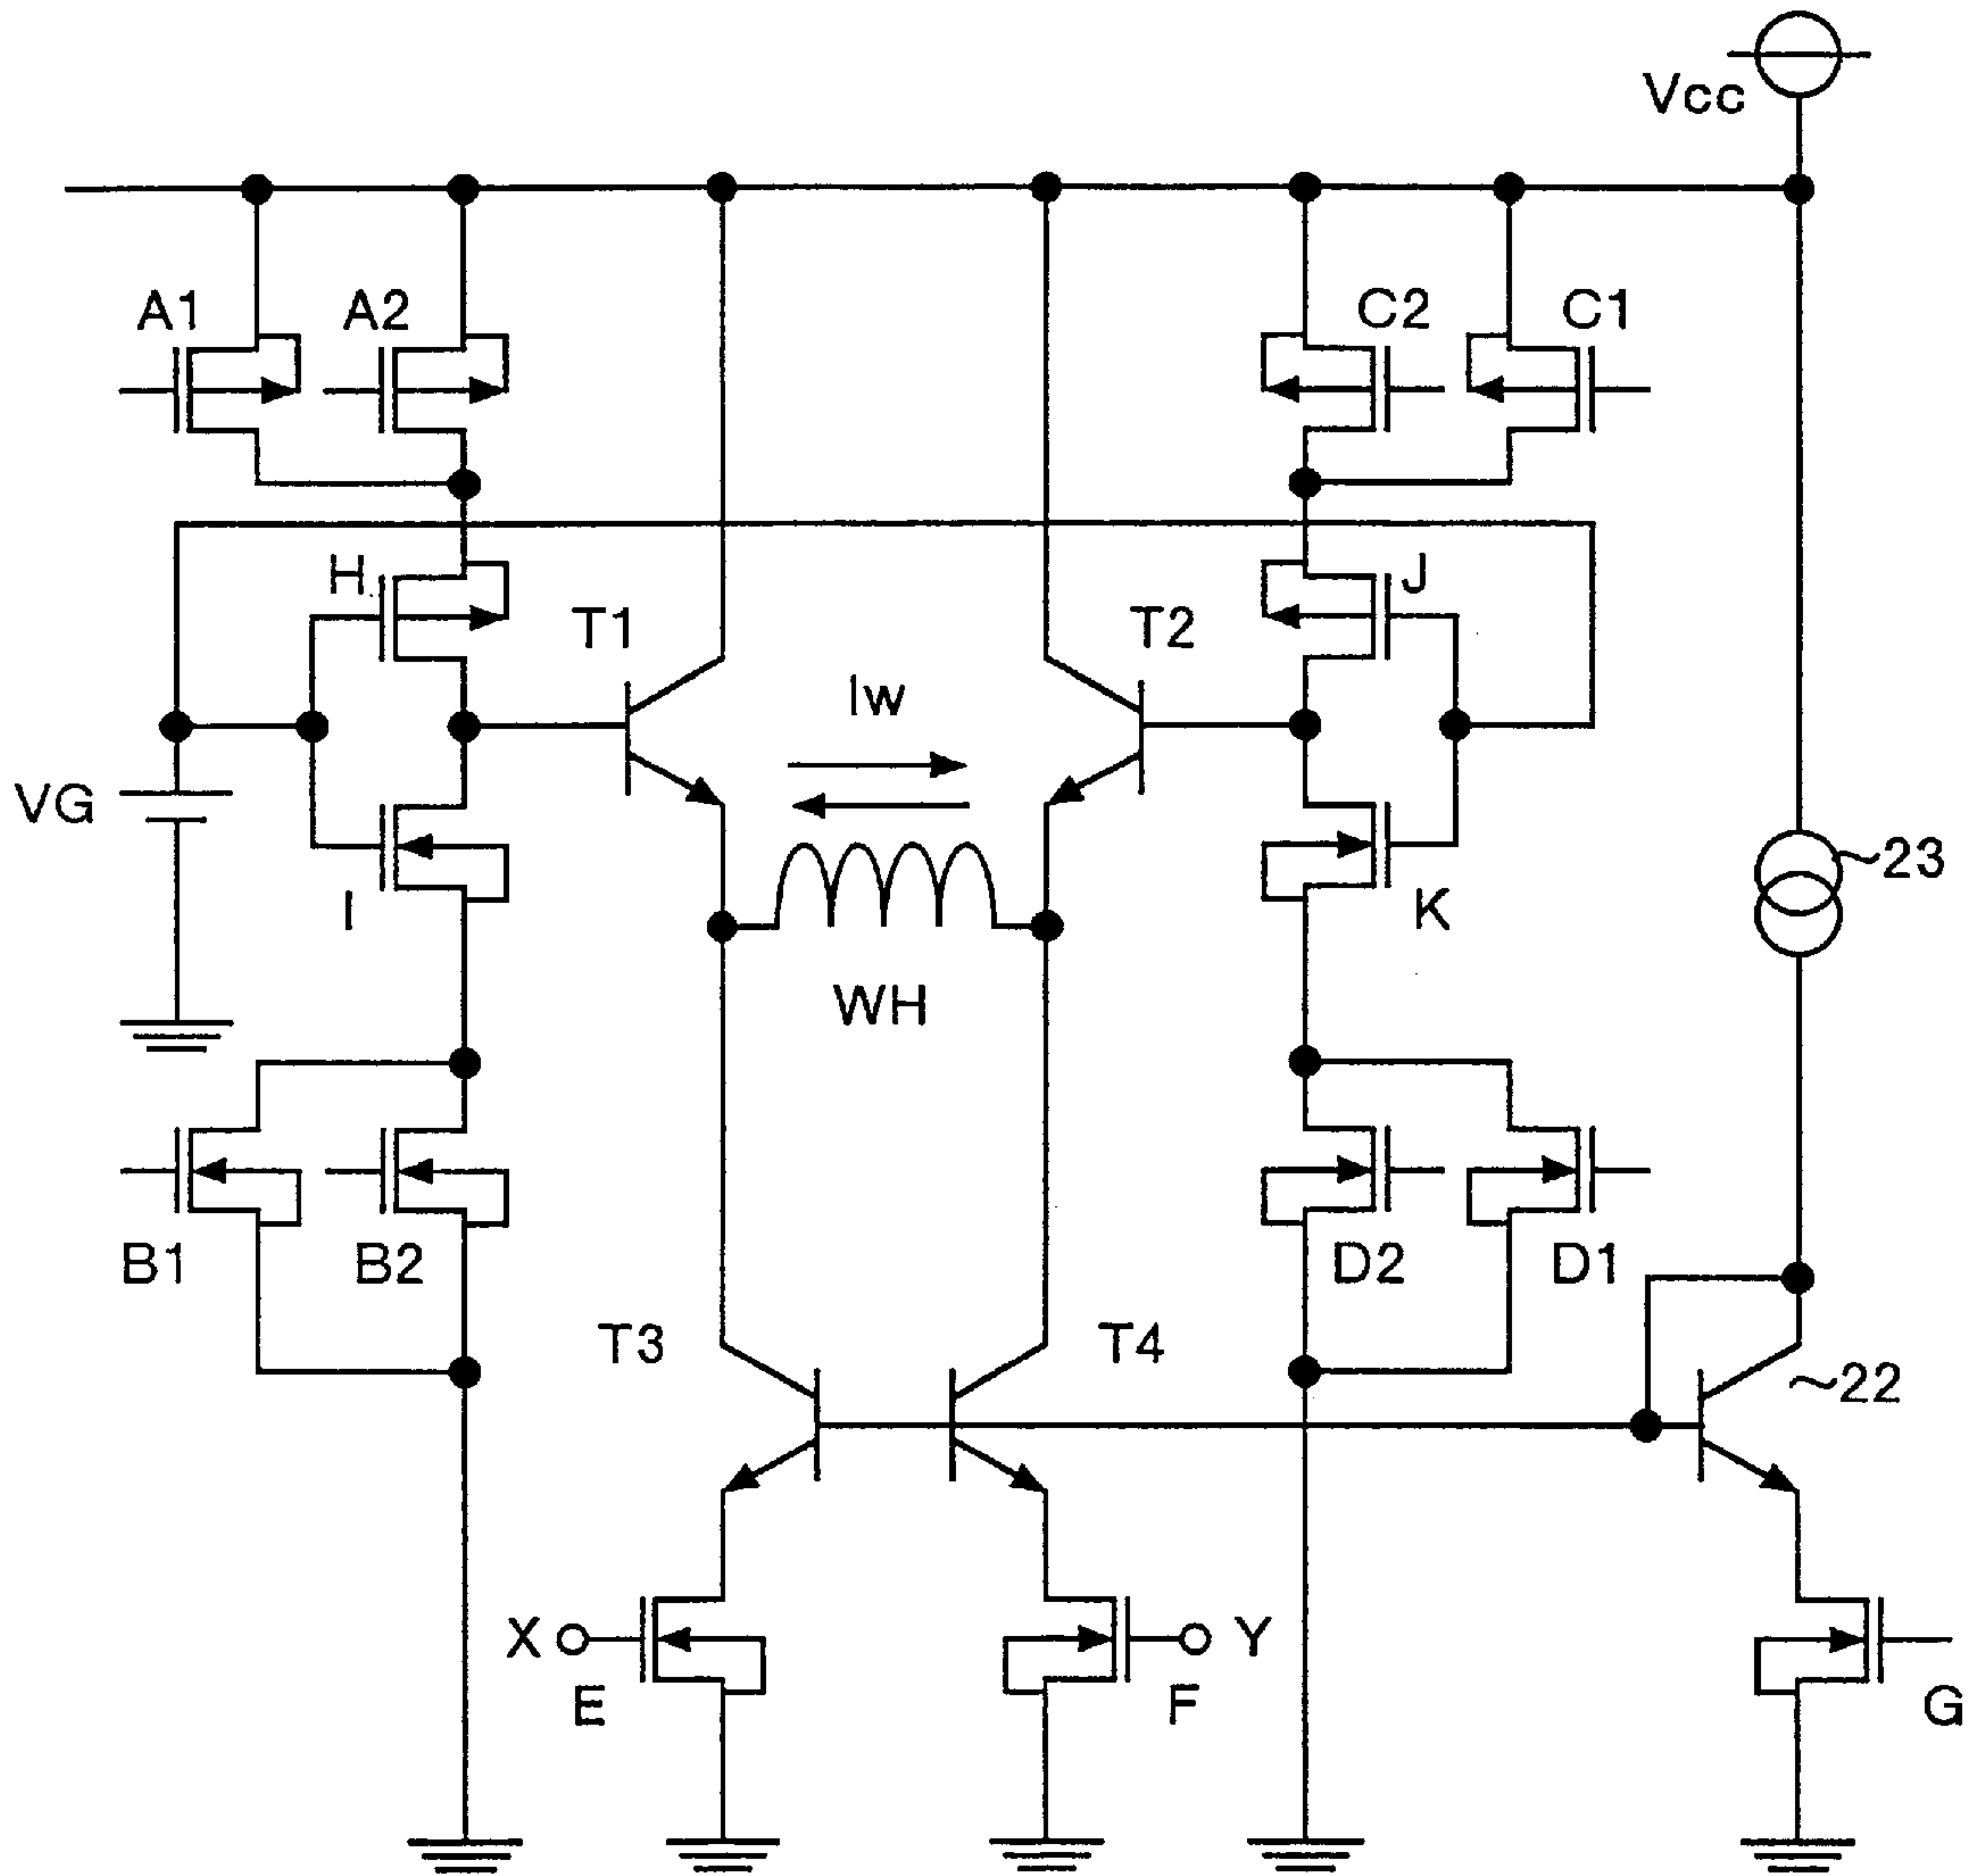 Vcc
A1 A2 C2 C1
H J
T1 T2
Iw
VG
~23
I K
WH
B1 B2 D2 D1
T3 T4
~22
X Y
E F G